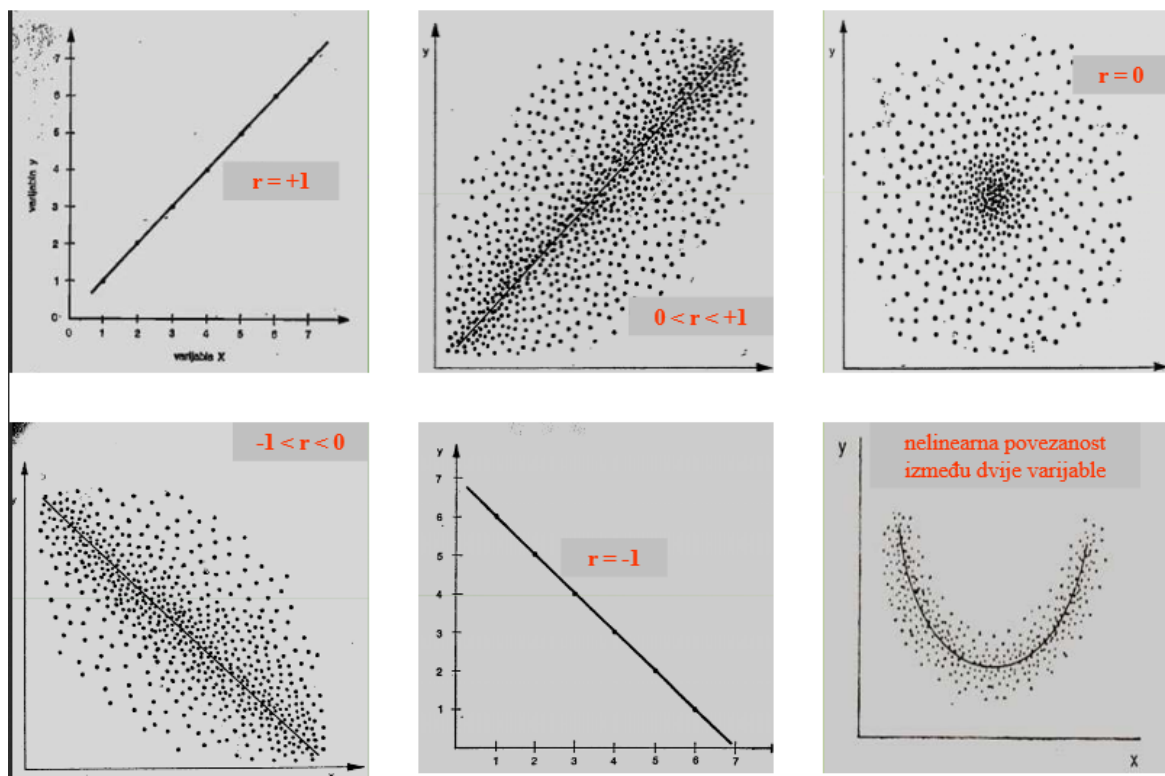 7
6
5
4
3
2
1
0
varijabla y
r = +1
0 1 2 3 4 5 6 7
varijabla X
y
0 < r < +1
y
r = 0
-1 < r < 0
y
7
6
5
4
3
2
1
r = -1
1 2 3 4 5 6 7
y
nelinearna povezanost
između dvije varijable
X